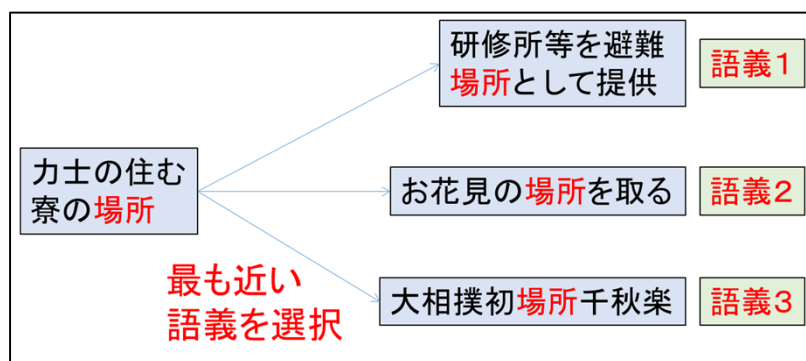 研修所等を避難
場所として提供
語義1
力士の住む
寮の場所
お花見の場所を取る
語義2
最も近い
語義を選択
大相撲初場所千秋楽
語義3